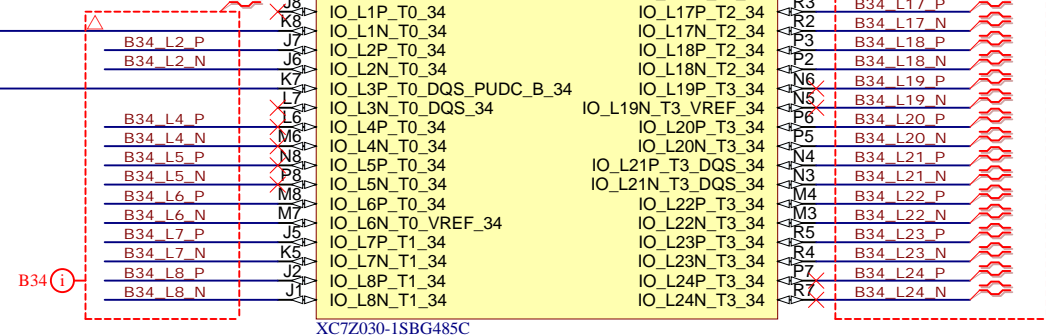 J8 IO_L1P_T0_34 IO_L17P_T2_34 R3 B34_L17_P
K8 IO_L1N_T0_34 IO_L17N_T2_34 R2 B34_L17_N
B34_L2_P J7 IO_L2P_T0_34 IO_L18P_T2_34 P3 B34_L18_P
B34_L2_N J6 IO_L2N_T0_34 IO_L18N_T2_34 P2 B34_L18_N
K7 IO_L3P_T0_DQS_PUDC_B_34 IO_L19P_T3_34 N6 B34_L19_P
L7 IO_L3N_T0_DQS_34 IO_L19N_T3_VREF_34 N5 B34_L19_N
B34_L4_P L6 IO_L4P_T0_34 IO_L20P_T3_34 P6 B34_L20_P
B34_L4_N M6 IO_L4N_T0_34 IO_L20N_T3_34 P5 B34_L20_N
B34_L5_P N8 IO_L5P_T0_34 IO_L21P_T3_DQS_34 N4 B34_L21_P
B34_L5_N P8 IO_L5N_T0_34 IO_L21N_T3_DQS_34 N3 B34_L21_N
B34_L6_P M8 IO_L6P_T0_34 IO_L22P_T3_34 M4 B34_L22_P
B34_L6_N M7 IO_L6N_T0_VREF_34 IO_L22N_T3_34 M3 B34_L22_N
B34_L7_P J5 IO_L7P_T1_34 IO_L23P_T3_34 R5 B34_L23_P
B34_L7_N K5 IO_L7N_T1_34 IO_L23N_T3_34 R4 B34_L23_N
B34 i B34_L8_P J2 IO_L8P_T1_34 IO_L24P_T3_34 P7 B34_L24_P
B34_L8_N J1 IO_L8N_T1_34 IO_L24N_T3_34 R7 B34_L24_N
XC7Z030-1SBG485C